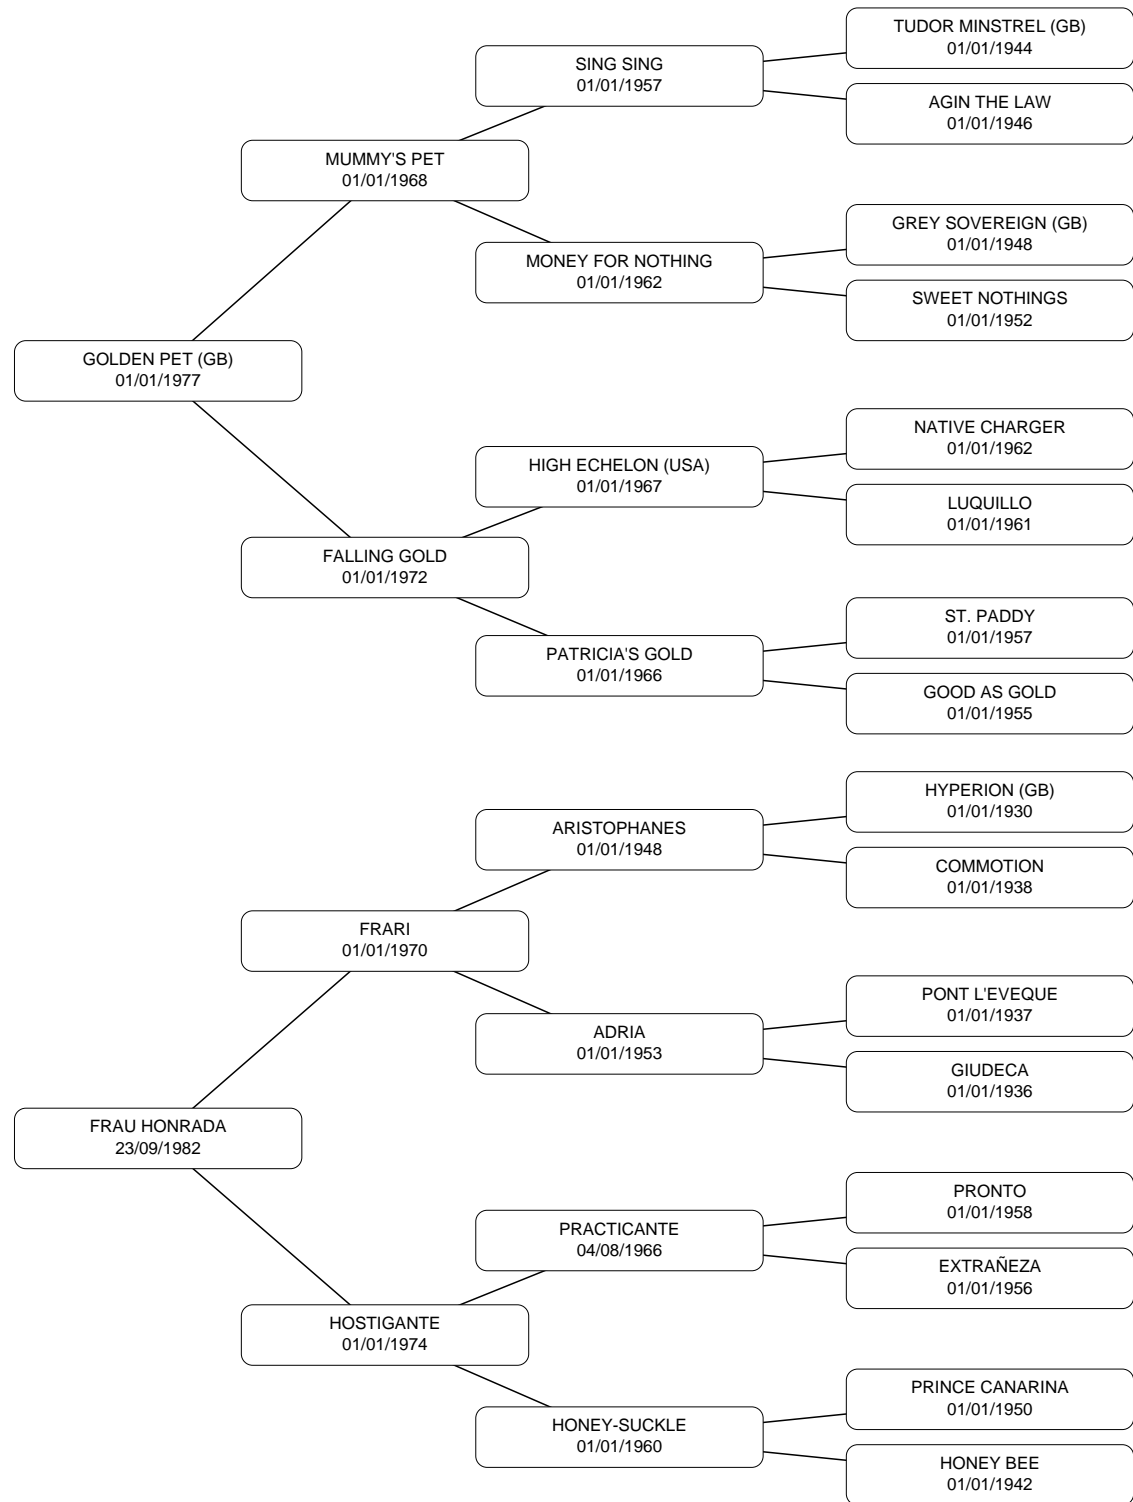 TUDOR MINSTREL (GB)
01/01/1944
SING SING
01/01/1957
AGIN THE LAW
01/01/1946
MUMMY'S PET
01/01/1968
GREY SOVEREIGN (GB)
01/01/1948
MONEY FOR NOTHING
01/01/1962
SWEET NOTHINGS
01/01/1952
GOLDEN PET (GB)
01/01/1977
NATIVE CHARGER
01/01/1962
HIGH ECHELON (USA)
01/01/1967
LUQUILLO
01/01/1961
FALLING GOLD
01/01/1972
ST. PADDY
01/01/1957
PATRICIA'S GOLD
01/01/1966
GOOD AS GOLD
01/01/1955
HYPERION (GB)
01/01/1930
ARISTOPHANES
01/01/1948
COMMOTION
01/01/1938
FRARI
01/01/1970
PONT L'EVEQUE
01/01/1937
ADRIA
01/01/1953
GIUDECA
01/01/1936
FRAU HONRADA
23/09/1982
PRONTO
01/01/1958
PRACTICANTE
04/08/1966
EXTRAÑEZA
01/01/1956
HOSTIGANTE
01/01/1974
PRINCE CANARINA
01/01/1950
HONEY-SUCKLE
01/01/1960
HONEY BEE
01/01/1942